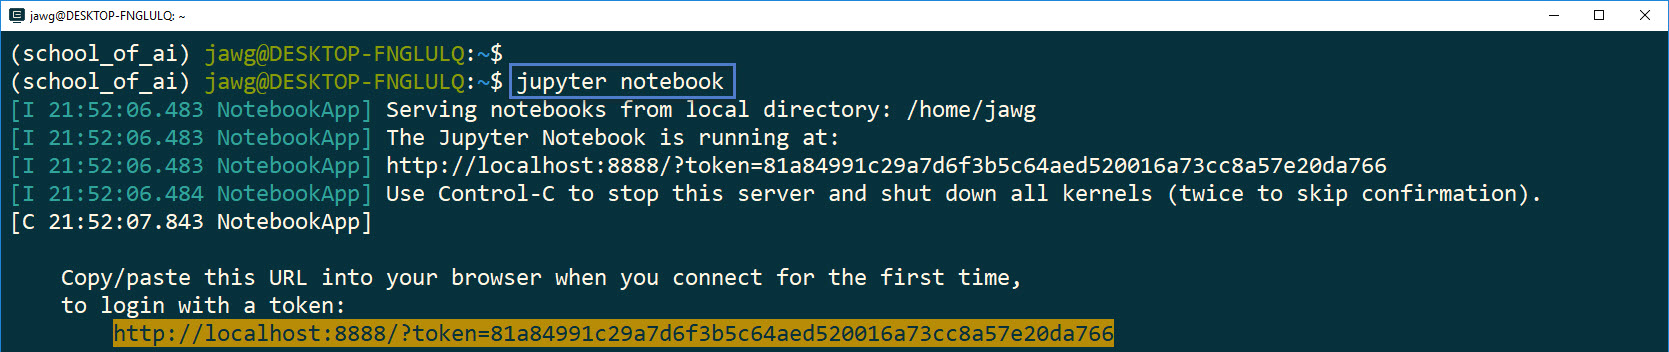 jawg@DESKTOP-FNGLULQ: ~
(school_of_ai) jawg@DESKTOP-FNGLULQ:~$
(school_of_ai) jawg@DESKTOP-FNGLULQ:~$ jupyter notebook
[I 21:52:06.483 NotebookApp] Serving notebooks from local directory: /home/jawg
[I 21:52:06.483 NotebookApp] The Jupyter Notebook is running at:
[I 21:52:06.483 NotebookApp] http://localhost:8888/?token=81a84991c29a7d6f3b5c64aed520016a73cc8a57e20da766
[I 21:52:06.484 NotebookApp] Use Control-C to stop this server and shut down all kernels (twice to skip confirmation).
[C 21:52:07.843 NotebookApp]
Copy/paste this URL into your browser when you connect for the first time,
to login with a token:
http://localhost:8888/?token=81a84991c29a7d6f3b5c64aed520016a73cc8a57e20da766